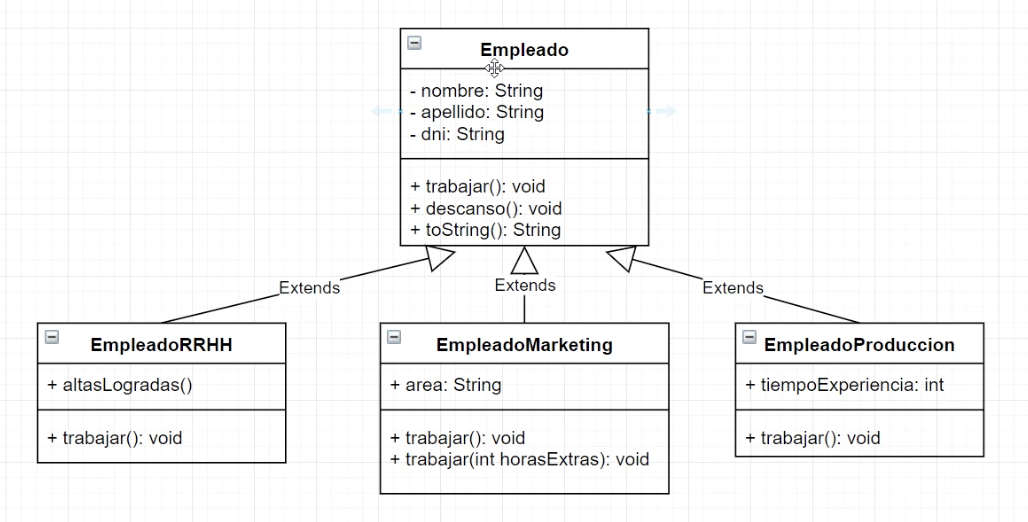 Empleado
- nombre: String
- apellido: String
- dni: String
+ trabajar(): void
+ descanso(): void
+ toString(): String
Extends
Extends
Extends
EmpleadoRRHH
+ altasLogradas()
+ trabajar(): void
EmpleadoMarketing
+ area: String
+ trabajar(): void
+ trabajar(int horasExtras): void
EmpleadoProduccion
+ tiempoExperiencia: int
+ trabajar(): void